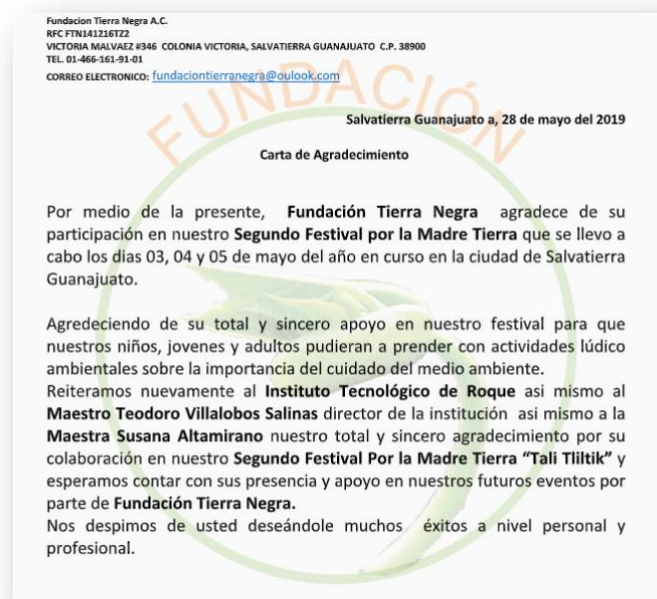 Fundacion Tierra Negra A.C.
RFC FTN141216TZ2
VICTORIA MALVAEZ #346 COLONIA VICTORIA, SALVATIERRA GUANAJUATO C.P. 38900
TEL. 01-466-161-91-01
CORREO ELECTRONICO: fundaciontierranegra@oulook.com
FUNDACIÓN
Salvatierra Guanajuato a, 28 de mayo del 2019
Carta de Agradecimiento
Por medio de la presente, Fundación Tierra Negra agradece de su
participación en nuestro Segundo Festival por la Madre Tierra que se llevo a
cabo los dias 03, 04 y 05 de mayo del año en curso en la ciudad de Salvatierra
Guanajuato.
Agredeciendo de su total y sincero apoyo en nuestro festival para que
nuestros niños, jovenes y adultos pudieran a prender con actividades lúdico
ambientales sobre la importancia del cuidado del medio ambiente.
Reiteramos nuevamente al Instituto Tecnológico de Roque asi mismo al
Maestro Teodoro Villalobos Salinas director de la institución asi mismo a la
Maestra Susana Altamirano nuestro total y sincero agradecimiento por su
colaboración en nuestro Segundo Festival Por la Madre Tierra “Tali Tliltik” y
esperamos contar con sus presencia y apoyo en nuestros futuros eventos por
parte de Fundación Tierra Negra.
Nos despimos de usted deseándole muchos éxitos a nivel personal y
profesional.